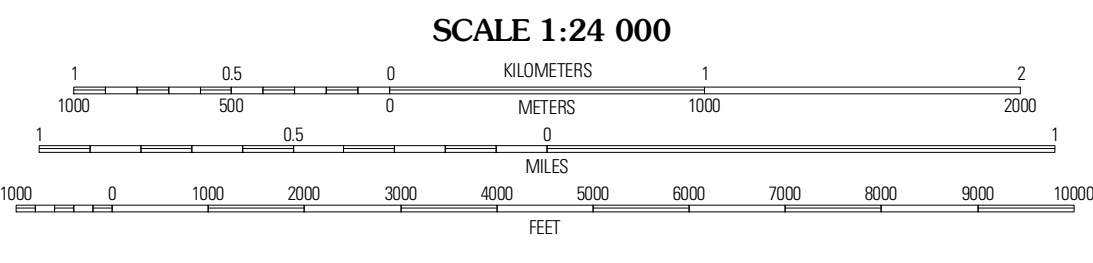 SCALE 1:24 000
1 0.5 0 KILOMETERS 1 2
1000 500 0 METERS 1000 2000
1 0.5 0 1
MILES
1000 0 1000 2000 3000 4000 5000 6000 7000 8000 9000 10000
FEET